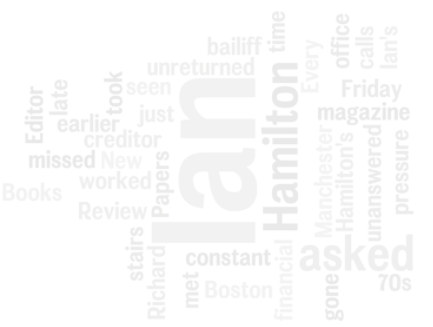 bailiff
time
Every
office
calls
Ian's
unreturned
Editor
late
took
seen
Friday
earlier
just
magazine
creditor
Ian
Hamilton
missed
New
Papers
Manchester
Hamilton's
unanswered
pressure
Books
worked
Review
stairs
Richard
constant
asked
met
Boston
financial
gone
70s